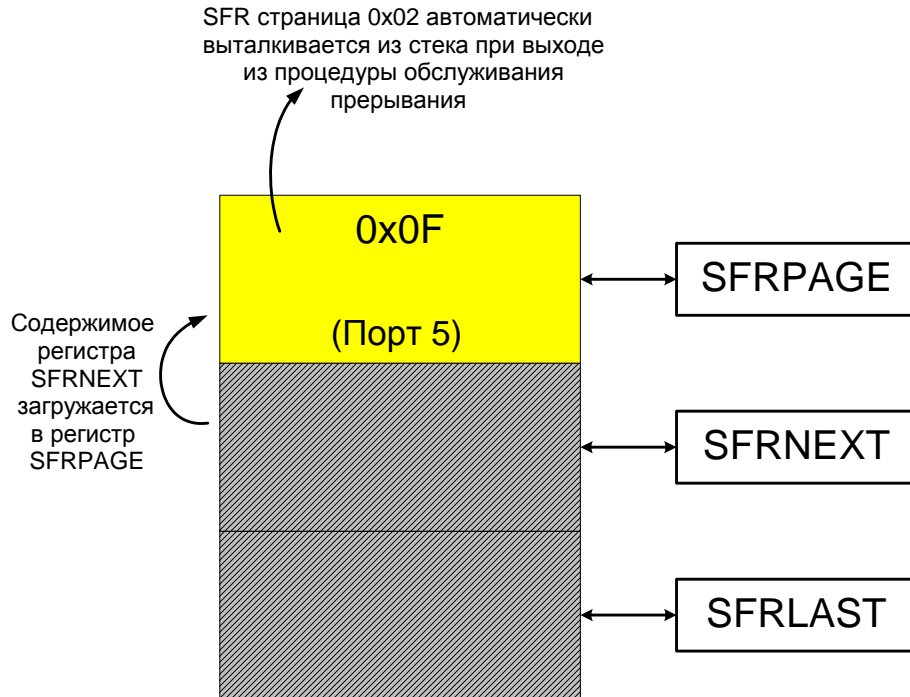 SFR страница 0x02 автоматически
выталкивается из стека при выходе
из процедуры обслуживания
прерывания
0x0F
(Порт 5)
SFRPAGE
Содержимое
регистра
SFRNEXT
загружается
в регистр
SFRPAGE
SFRNEXT
SFRLAST